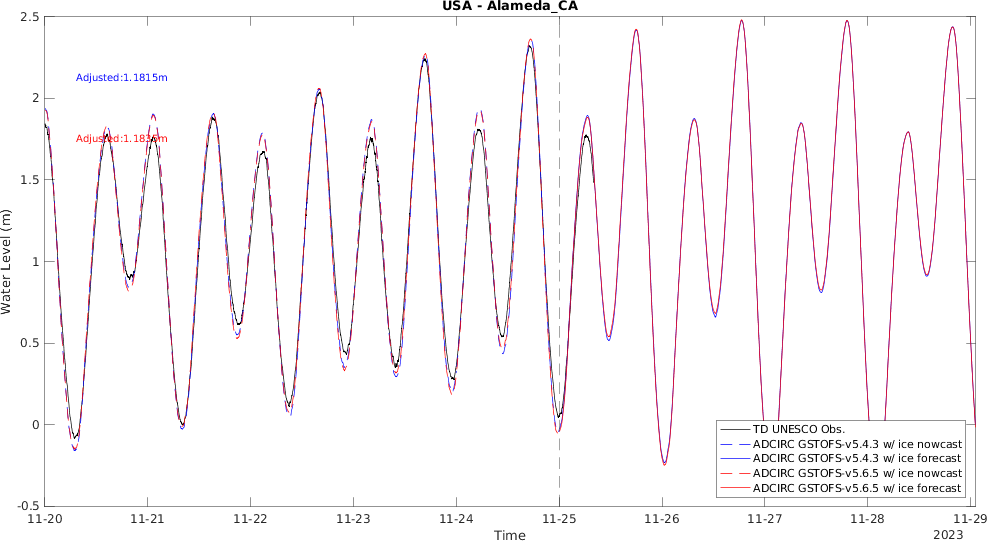 USA - Alameda_CA
2.5
2
1.5
1
0.5
0
-0.5
Water Level (m)
Adjusted:1.1815m
Adjusted:1.1835m
TD UNESCO Obs.
ADCIRC GSTOFS-v5.4.3 w/ ice nowcast
ADCIRC GSTOFS-v5.4.3 w/ ice forecast
ADCIRC GSTOFS-v5.6.5 w/ ice nowcast
ADCIRC GSTOFS-v5.6.5 w/ ice forecast
11-20 11-21 11-22 11-23 11-24 11-25 11-26 11-27 11-28 11-29
Time
2023